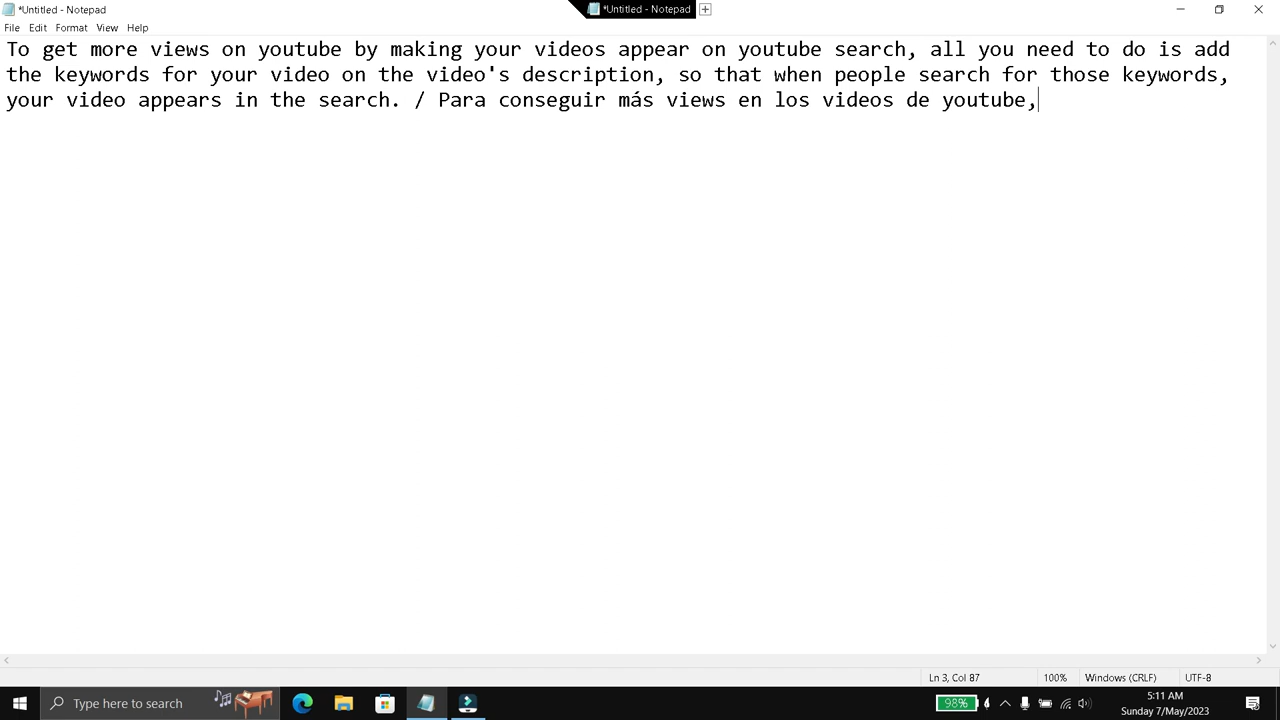 *Untitled - Notepad
*Untitled - Notepad
File Edit Format View Help
To get more views on youtube by making your videos appear on youtube search, all you need to do is add
the keywords for your video on the video's description, so that when people search for those keywords,
your video appears in the search. / Para conseguir más views en los videos de youtube,
Ln 3, Col 87 100% Windows (CRLF) UTF-8
Type here to search
98%
5:11 AM
Sunday 7/May/2023